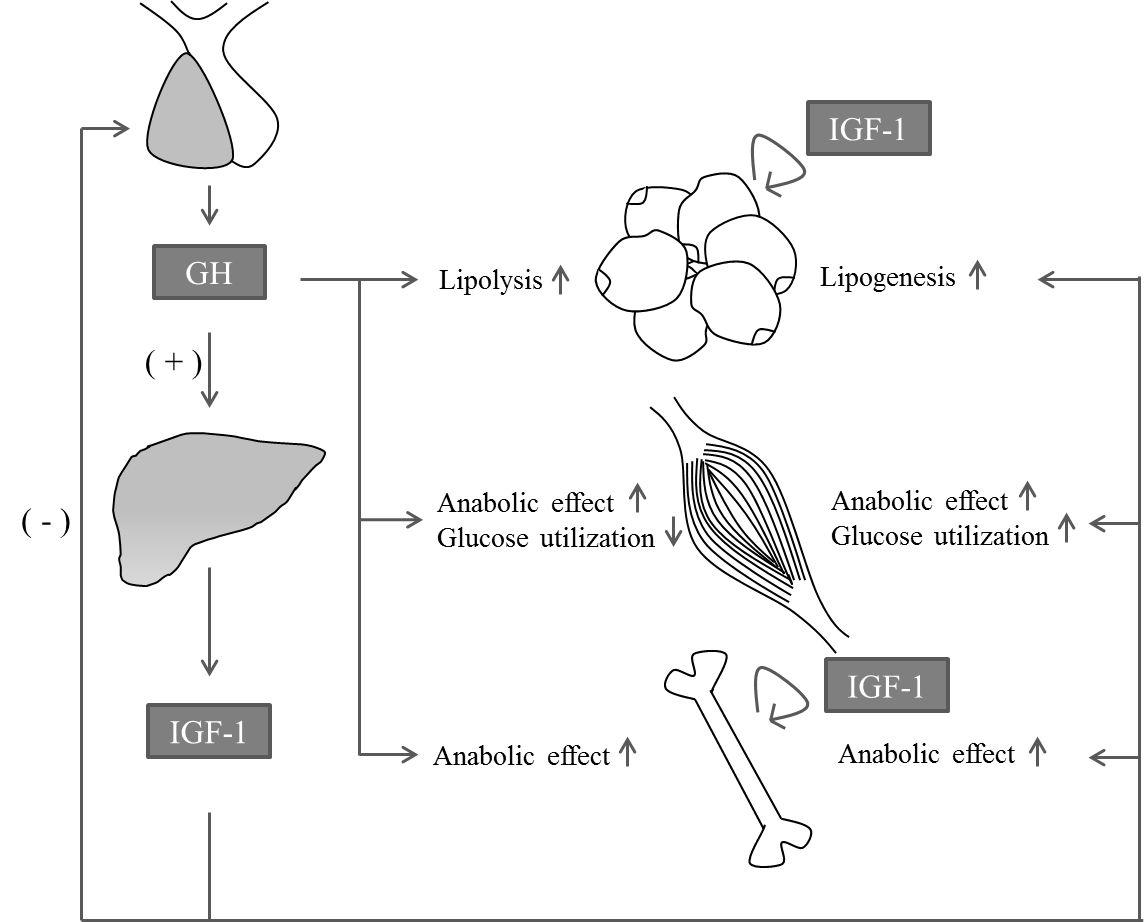 IGF-1
GH
Lipolysis
Lipogenesis
( + )
Anabolic effect
Glucose utilization
Anabolic effect
Glucose utilization
( - )
IGF-1
IGF-1
Anabolic effect
Anabolic effect